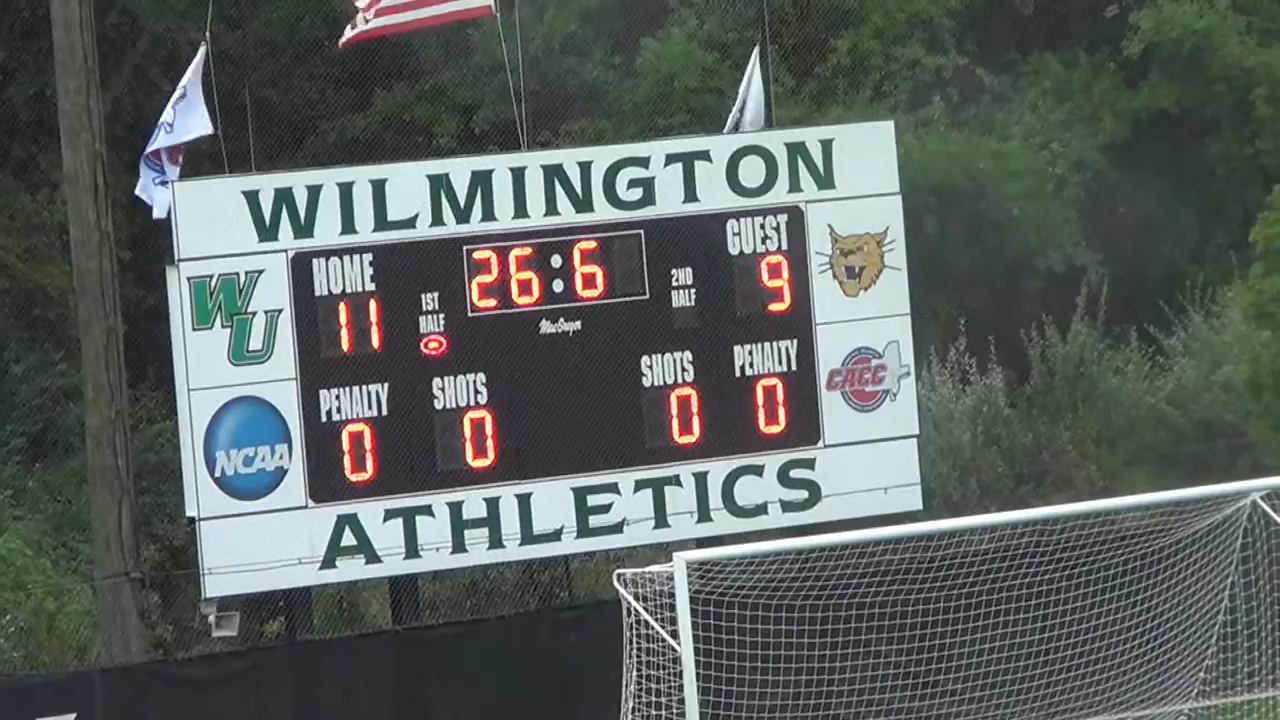 WILMINGTON
HOME
11
1ST
HALF
26:6
MacGregor
2ND
HALF
GUEST
9
WU
NCAA
CACC
PENALTY
0
SHOTS
0
SHOTS
0
PENALTY
0
ATHLETICS